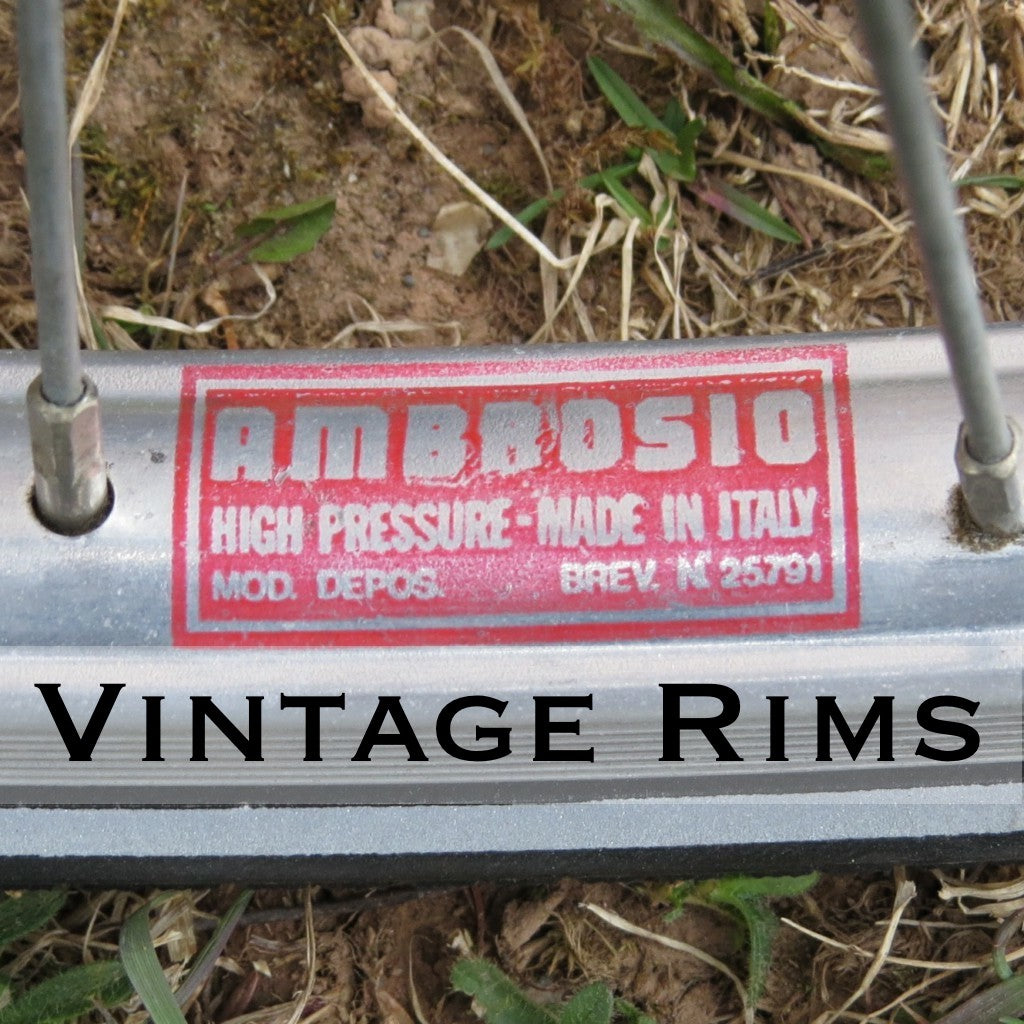 AMBROSIO
HIGH PRESSURE-MADE IN ITALY
MOD. DEPOS. BREV. N. 25791
VINTAGE RIMS